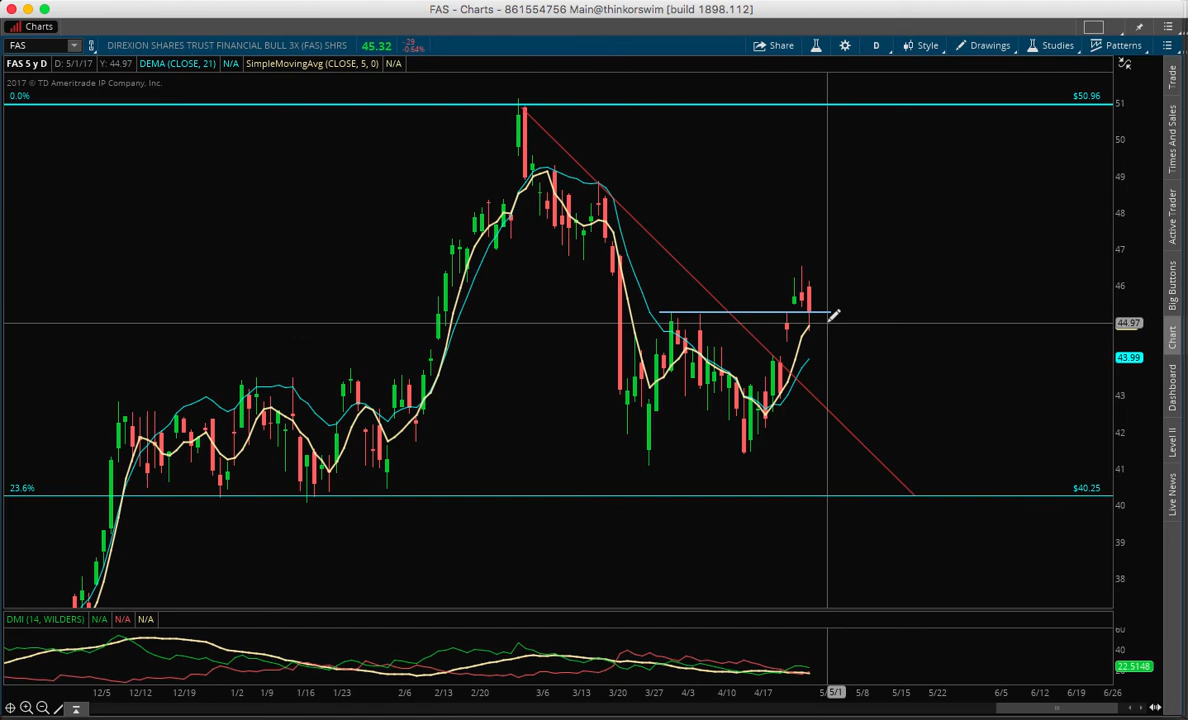 FAS - Charts - 861554756 Main@thinkorswim [build 1898.112]
Charts
FAS DIREXION SHARES TRUST FINANCIAL BULL 3X (FAS) SHRS 45.32 -.29 -0.64% Share D Style Drawings Studies Patterns
FAS 5 y D D: 5/1/17 Y: 44.97 DEMA (CLOSE, 21) N/A SimpleMovingAvg (CLOSE, 5, 0) N/A
2017 © TD Ameritrade IP Company, Inc.
0.0% $50.96
51
50
49
48
47
46
44.97
43.99
43
42
41
23.6% $40.25
40
39
38
Trade
Times And Sales
Active Trader
Big Buttons
Chart
Dashboard
Level II
Live News
DMI (14, WILDERS) N/A N/A N/A
60
40
22.5148
12/5 12/12 12/19 1/2 1/9 1/16 1/23 2/6 2/13 2/20 3/6 3/13 3/20 3/27 4/3 4/10 4/17 5/1 5/8 5/15 5/22 6/5 6/12 6/19 6/26